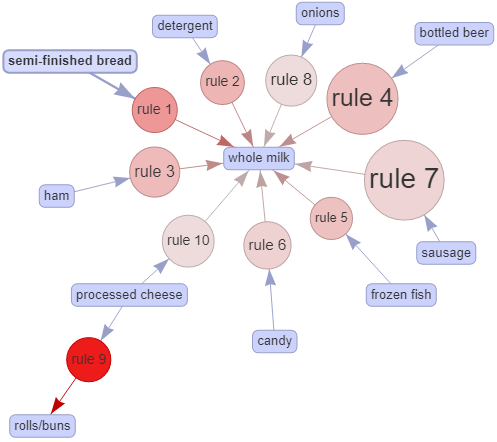 onions
detergent
bottled beer
semi-finished bread
rule 2
rule 8
rule 4
rule 1
whole milk
rule 3
rule 7
ham
rule 5
rule 10
rule 6
sausage
processed cheese
frozen fish
candy
rule 9
rolls/buns